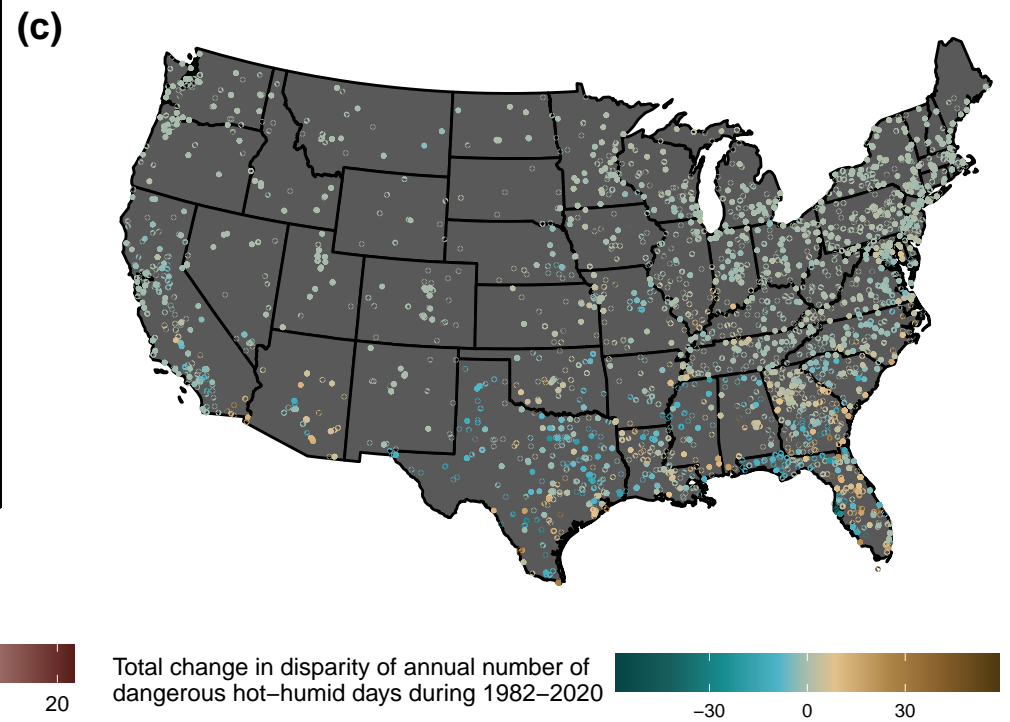 (c)
20
Total change in disparity of annual number of
dangerous hot−humid days during 1982−2020
−30 0 30